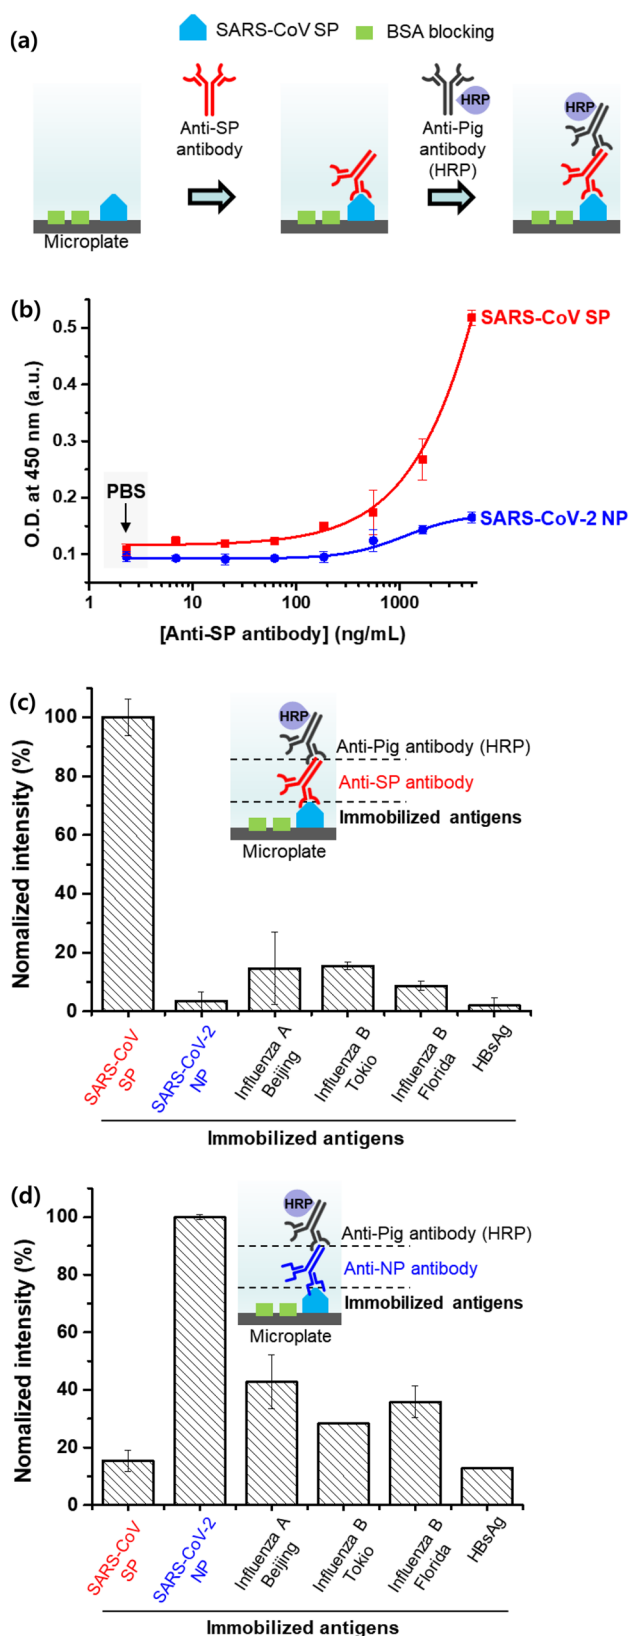 (a)
SARS-CoV SP
BSA blocking
Anti-SP
antibody
HRP
Anti-Pig
antibody
(HRP)
HRP
Microplate
(b)
O.D. at 450 nm (a.u.)
0.5
0.4
0.3
0.2
0.1
PBS
SARS-CoV SP
SARS-CoV-2 NP
1
10
100
1000
[Anti-SP antibody] (ng/mL)
(c)
Nomalized intensity (%)
100
80
60
40
20
0
HRP
Anti-Pig antibody (HRP)
Anti-SP antibody
Immobilized antigens
Microplate
SARS-CoV
SP
SARS-CoV-2
NP
Influenza A
Beijing
Influenza B
Tokio
Influenza B
Florida
HBsAg
Immobilized antigens
(d)
Nomalized intensity (%)
100
80
60
40
20
0
HRP
Anti-Pig antibody (HRP)
Anti-NP antibody
Immobilized antigens
Microplate
SARS-CoV
SP
SARS-CoV-2
NP
Influenza A
Beijing
Influenza B
Tokio
Influenza B
Florida
HBsAg
Immobilized antigens